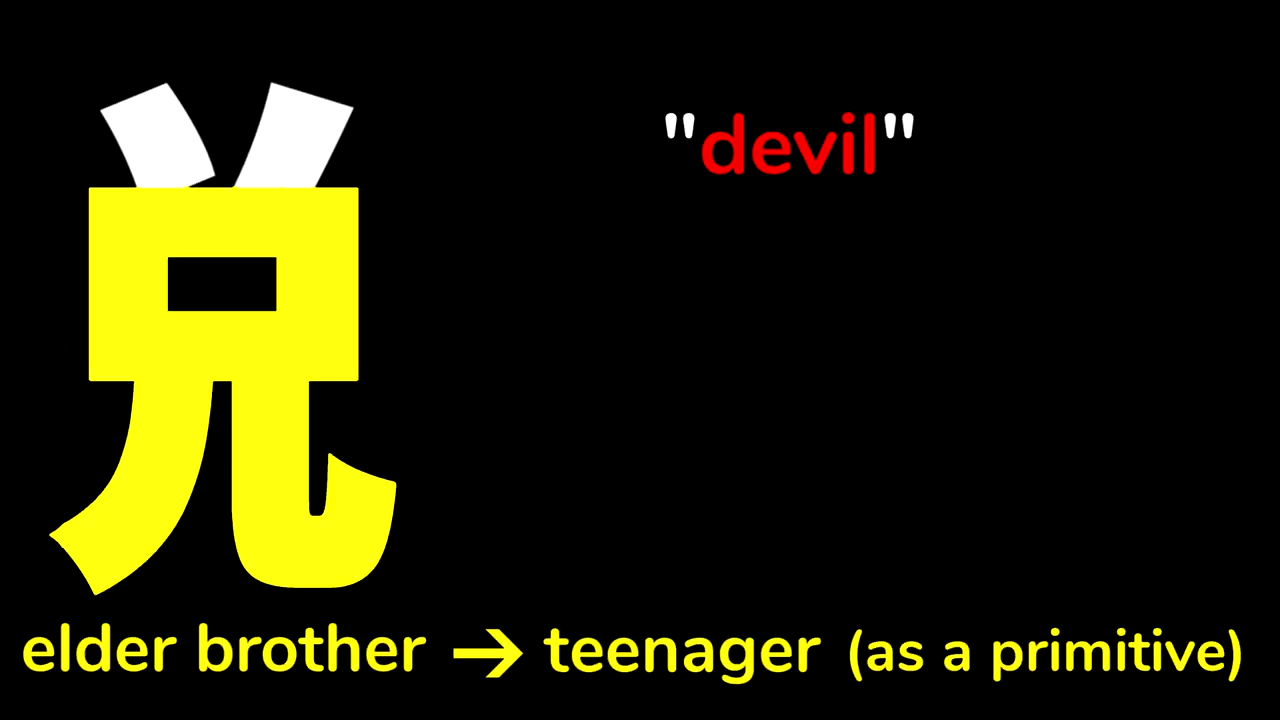 兑
"devil"
elder brother → teenager (as a primitive)